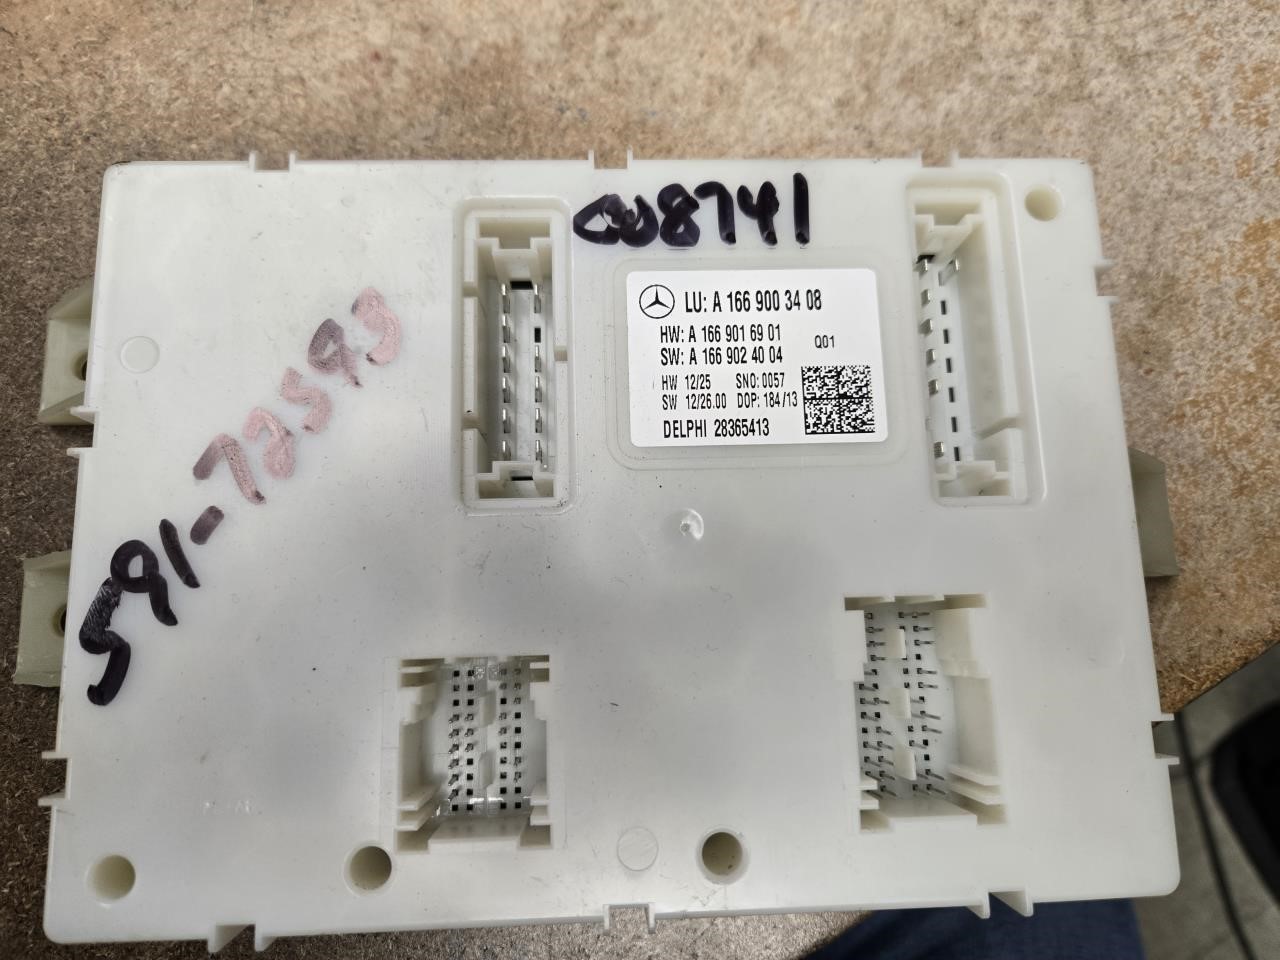 008741
591-72593
LU: A 166 900 34 08
HW: A 166 901 69 01
SW: A 166 902 40 04
Q01
HW 12/25 SNO: 0057
SW 12/26.00 DOP: 184/13
DELPHI 28365413